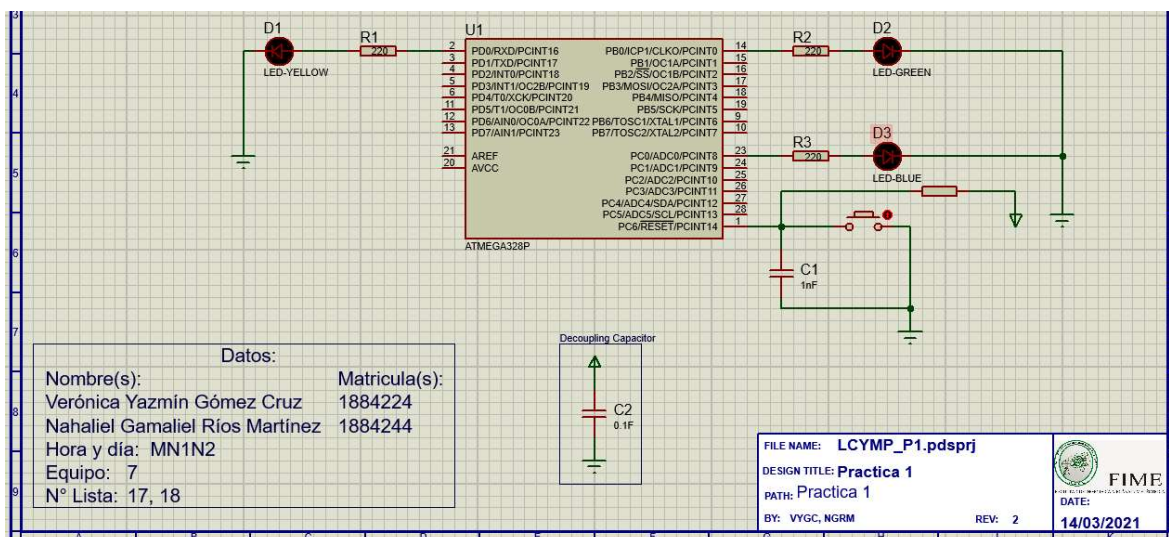 D1
R1
220
LED-YELLOW
U1
2 PD0/RXD/PCINT16
3 PD1/TXD/PCINT17
4 PD2/INT0/PCINT18
5 PD3/INT1/OC2B/PCINT19
6 PD4/T0/XCK/PCINT20
11 PD5/T1/OC0B/PCINT21
12 PD6/AIN0/OC0A/PCINT22
13 PD7/AIN1/PCINT23
21 AREF
20 AVCC
PB0/ICP1/CLKO/PCINT0 14
PB1/OC1A/PCINT1 15
PB2/SS/OC1B/PCINT2 16
PB3/MOSI/OC2A/PCINT3 17
PB4/MISO/PCINT4 18
PB5/SCK/PCINT5 19
PB6/TOSC1/XTAL1/PCINT6 9
PB7/TOSC2/XTAL2/PCINT7 10
PC0/ADC0/PCINT8 23
PC1/ADC1/PCINT9 24
PC2/ADC2/PCINT10 25
PC3/ADC3/PCINT11 26
PC4/ADC4/SDA/PCINT12 27
PC5/ADC5/SCL/PCINT13 28
PC6/RESET/PCINT14 1
ATMEGA328P
R2
220
D2
LED-GREEN
R3
220
D3
LED-BLUE
C1
1nF
Decoupling Capacitor
C2
0.1F
Datos:
Nombre(s): Matricula(s):
Verónica Yazmín Gómez Cruz 1884224
Nahaliel Gamaliel Ríos Martínez 1884244
Hora y día: MN1N2
Equipo: 7
N° Lista: 17, 18
FILE NAME: LCYMP_P1.pdsprj
DESIGN TITLE: Practica 1
PATH: Practica 1
BY: VYGC, NGRM REV: 2
FIME
DATE:
14/03/2021
4
5
6
7
8
9